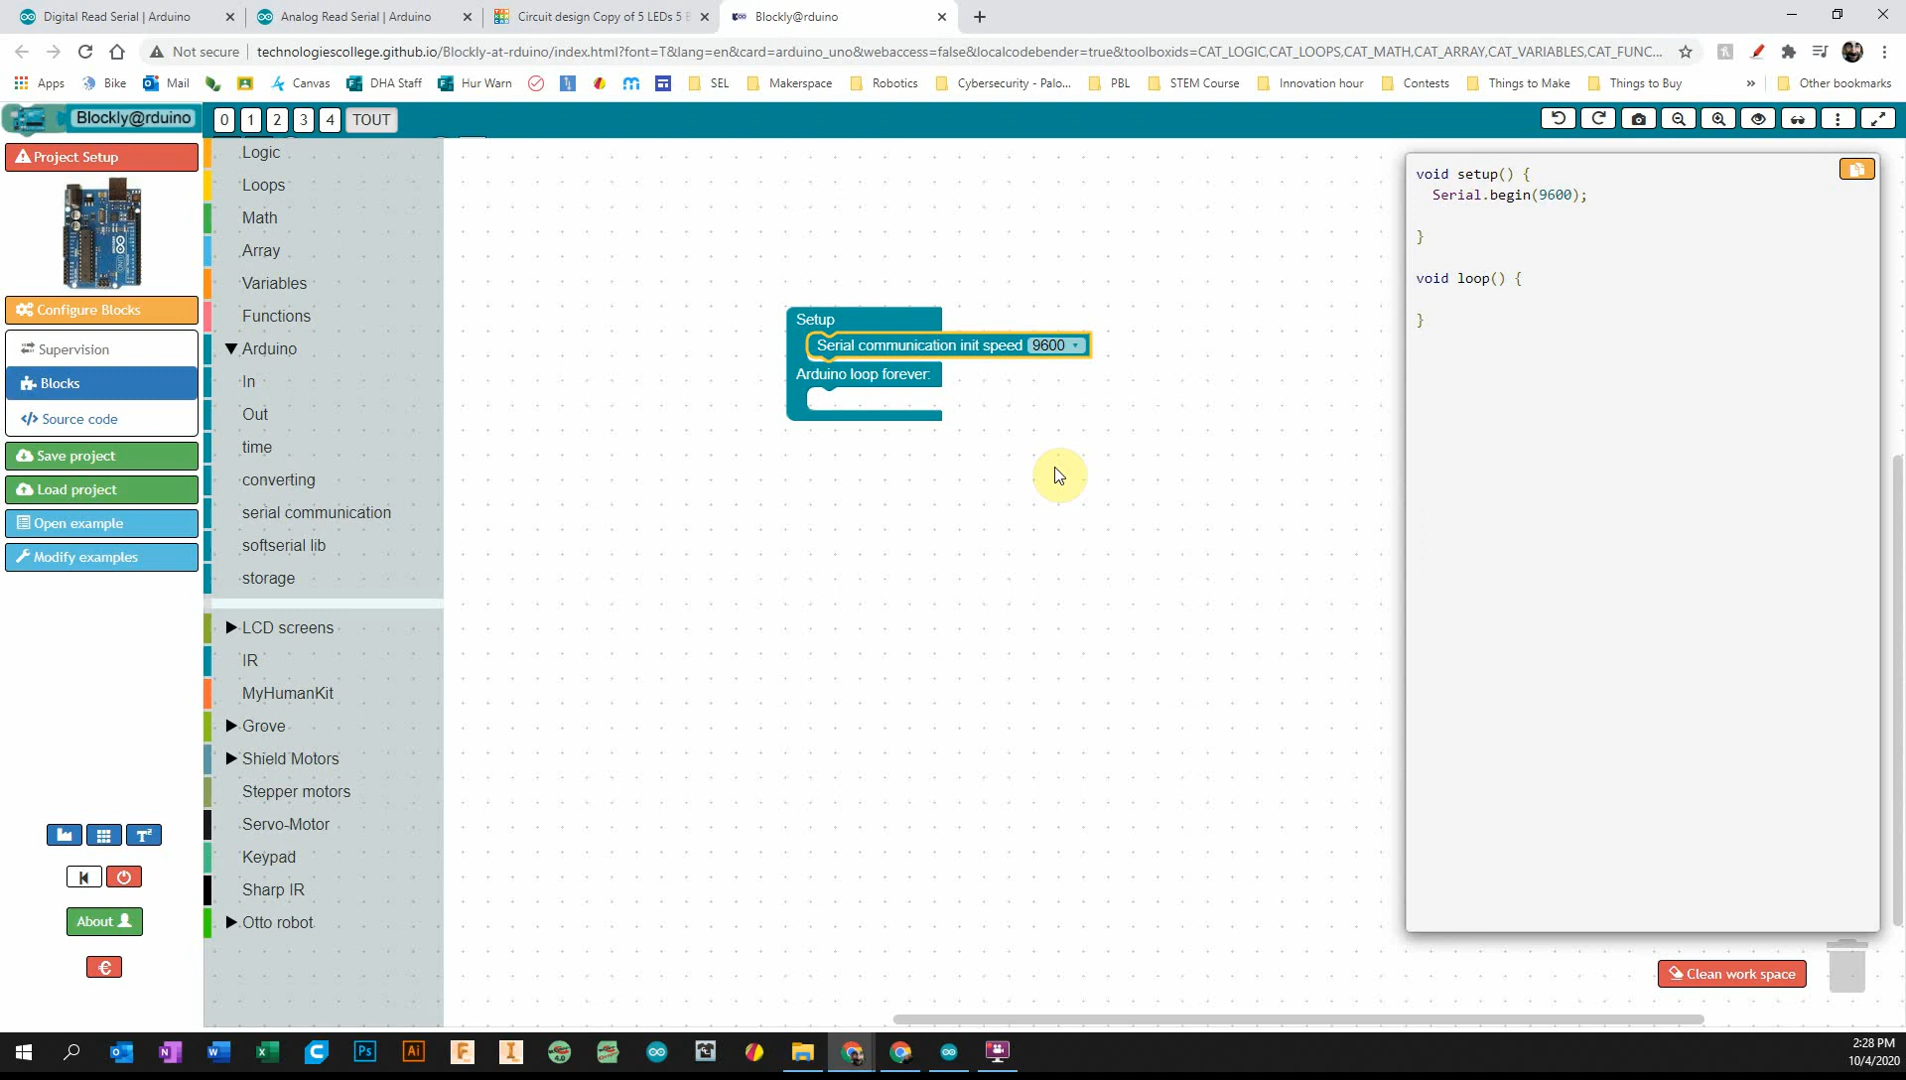 Digital Read Serial | Arduino
Analog Read Serial | Arduino
Circuit design Copy of 5 LEDs 5 B
Blockly@rduino
Not secure
technologiescollege.github.io/Blockly-at-rduino/index.html?font=T&lang=en&card=arduino_uno&webaccess=false&localcodebender=true&toolboxids=CAT_LOGIC,CAT_LOOPS,CAT_MATH,CAT_ARRAY,CAT_VARIABLES,CAT_FUNC...
Apps
Bike
Mail
Canvas
DHA Staff
Hur Warn
SEL
Makerspace
Robotics
Cybersecurity - Palo...
PBL
STEM Course
Innovation hour
Contests
Things to Make
Things to Buy
Other bookmarks
Blockly@rduino
0 1 2 3 4 TOUT
Project Setup
Configure Blocks
Supervision
Blocks
Source code
Save project
Load project
Open example
Modify examples
About
Logic
Loops
Math
Array
Variables
Functions
Arduino
In
Out
time
converting
serial communication
softserial lib
storage
LCD screens
IR
MyHumanKit
Grove
Shield Motors
Stepper motors
Servo-Motor
Keypad
Sharp IR
Otto robot
Setup
Serial communication init speed 9600
Arduino loop forever:
void setup() {
Serial.begin(9600);
}
void loop() {
}
Clean work space
2:28 PM
10/4/2020